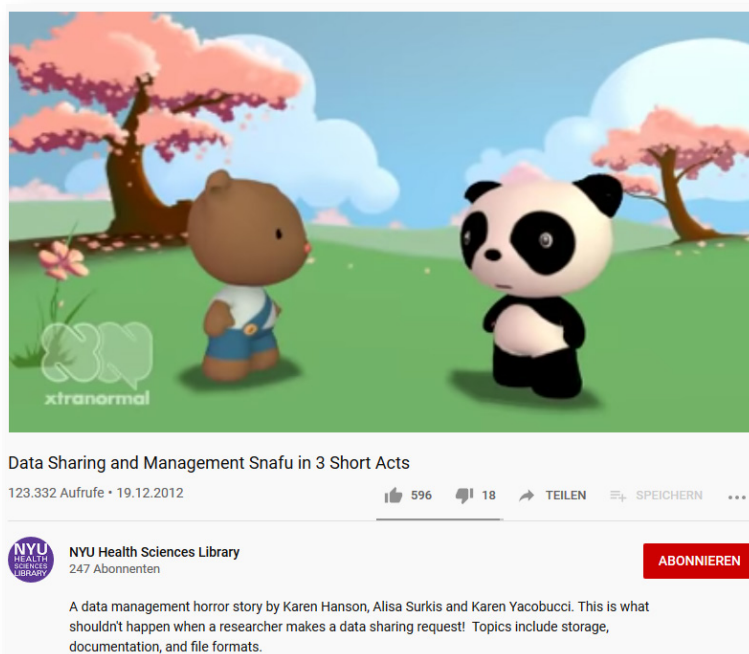 xtranormal
Data Sharing and Management Snafu in 3 Short Acts
123.332 Aufrufe • 19.12.2012
596 18 TEILEN SPEICHERN
NYU
HEALTH
SCIENCES
LIBRARY
NYU Health Sciences Library
247 Abonnenten
ABONNIEREN
A data management horror story by Karen Hanson, Alisa Surkis and Karen Yacobucci. This is what
shouldn't happen when a researcher makes a data sharing request! Topics include storage,
documentation, and file formats.